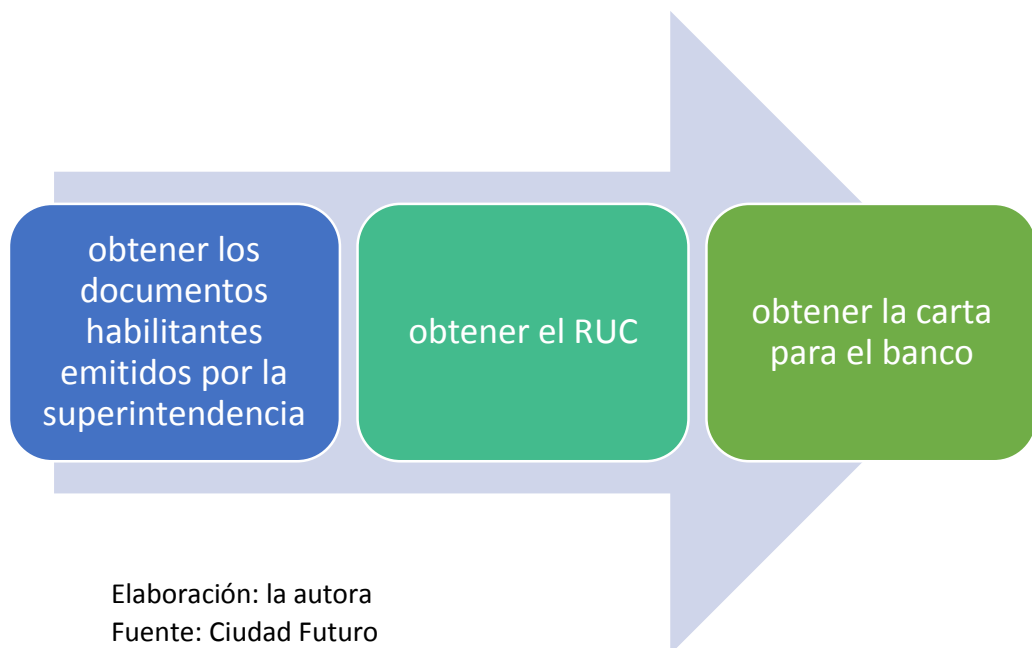 obtener los
documentos
habilitantes
emitidos por la
superintendencia
obtener el RUC
obtener la carta
para el banco
Elaboración: la autora
Fuente: Ciudad Futuro